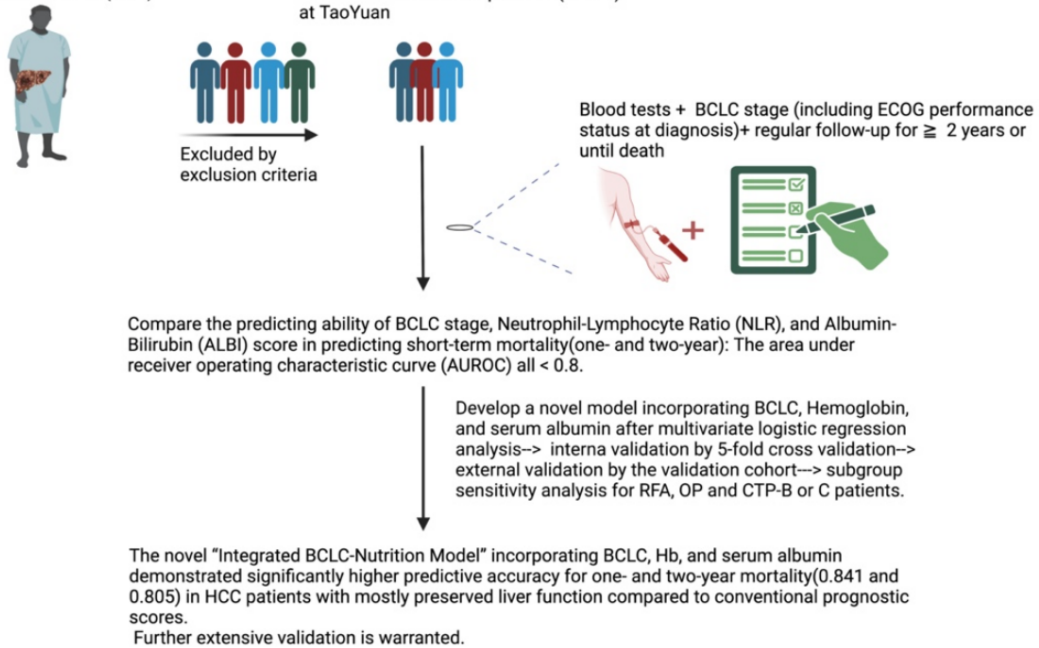 at TaoYuan
Excluded by
exclusion criteria
Blood tests + BCLC stage (including ECOG performance
status at diagnosis)+ regular follow-up for ≧ 2 years or
until death
+
Compare the predicting ability of BCLC stage, Neutrophil-Lymphocyte Ratio (NLR), and Albumin-
Bilirubin (ALBI) score in predicting short-term mortality(one- and two-year): The area under
receiver operating characteristic curve (AUROC) all < 0.8.
Develop a novel model incorporating BCLC, Hemoglobin,
and serum albumin after multivariate logistic regression
analysis--> interna validation by 5-fold cross validation-->
external validation by the validation cohort---> subgroup
sensitivity analysis for RFA, OP and CTP-B or C patients.
The novel “Integrated BCLC-Nutrition Model” incorporating BCLC, Hb, and serum albumin
demonstrated significantly higher predictive accuracy for one- and two-year mortality(0.841 and
0.805) in HCC patients with mostly preserved liver function compared to conventional prognostic
scores.
Further extensive validation is warranted.